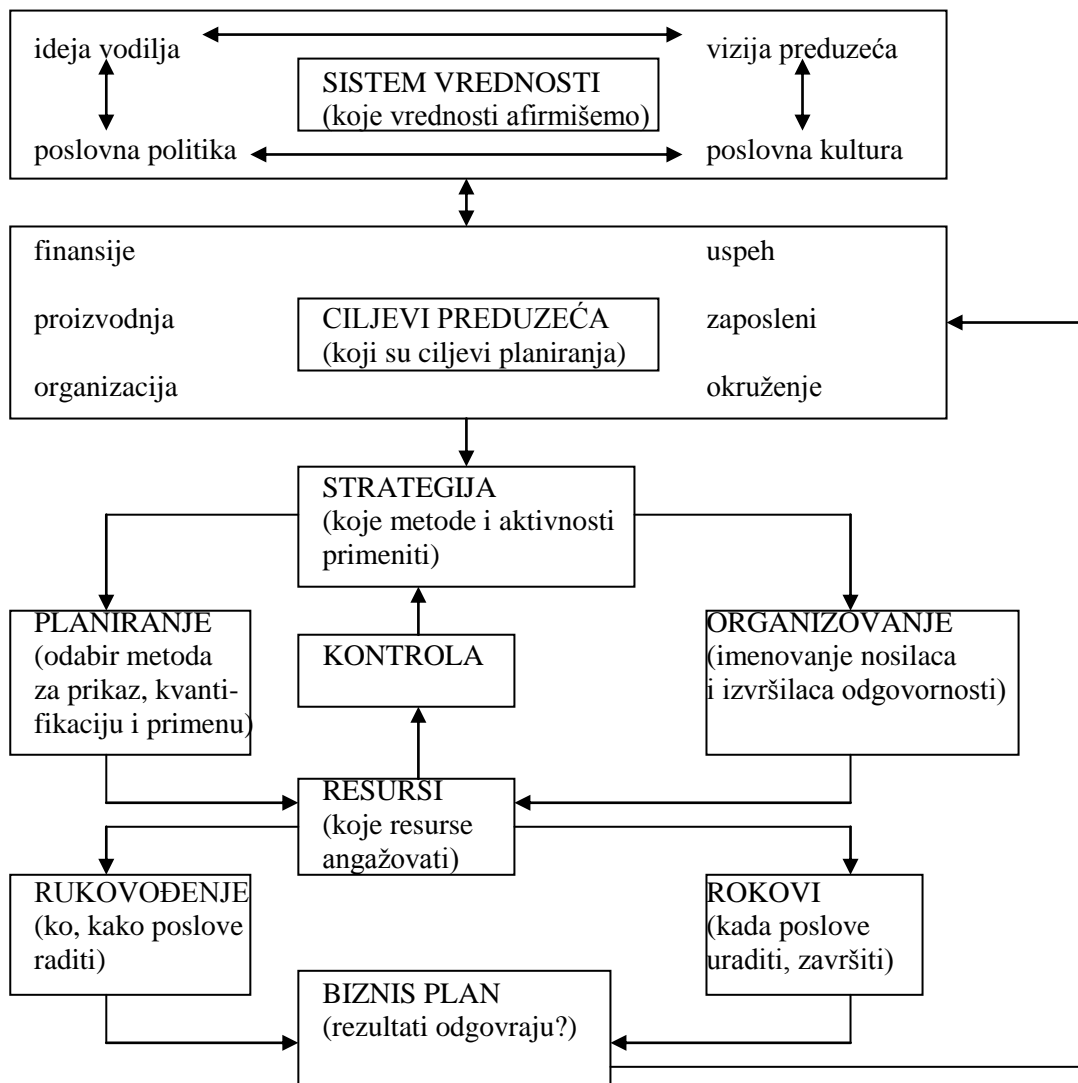 ideja vodilja
vizija preduzeća
SISTEM VREDNOSTI
(koje vrednosti afirmišemo)
poslovna politika
poslovna kultura
finansije
uspeh
proizvodnja
CILJEVI PREDUZEĆA
(koji su ciljevi planiranja)
zaposleni
organizacija
okruženje
STRATEGIJA
(koje metode i aktivnosti
primeniti)
PLANIRANJE
(odabir metoda
za prikaz, kvanti-
fikaciju i primenu)
KONTROLA
ORGANIZOVANJE
(imenovanje nosilaca
i izvršilaca odgovornosti)
RESURSI
(koje resurse
angažovati)
RUKOVOĐENJE
(ko, kako poslove
raditi)
ROKOVI
(kada poslove
uraditi, završiti)
BIZNIS PLAN
(rezultati odgovraju?)